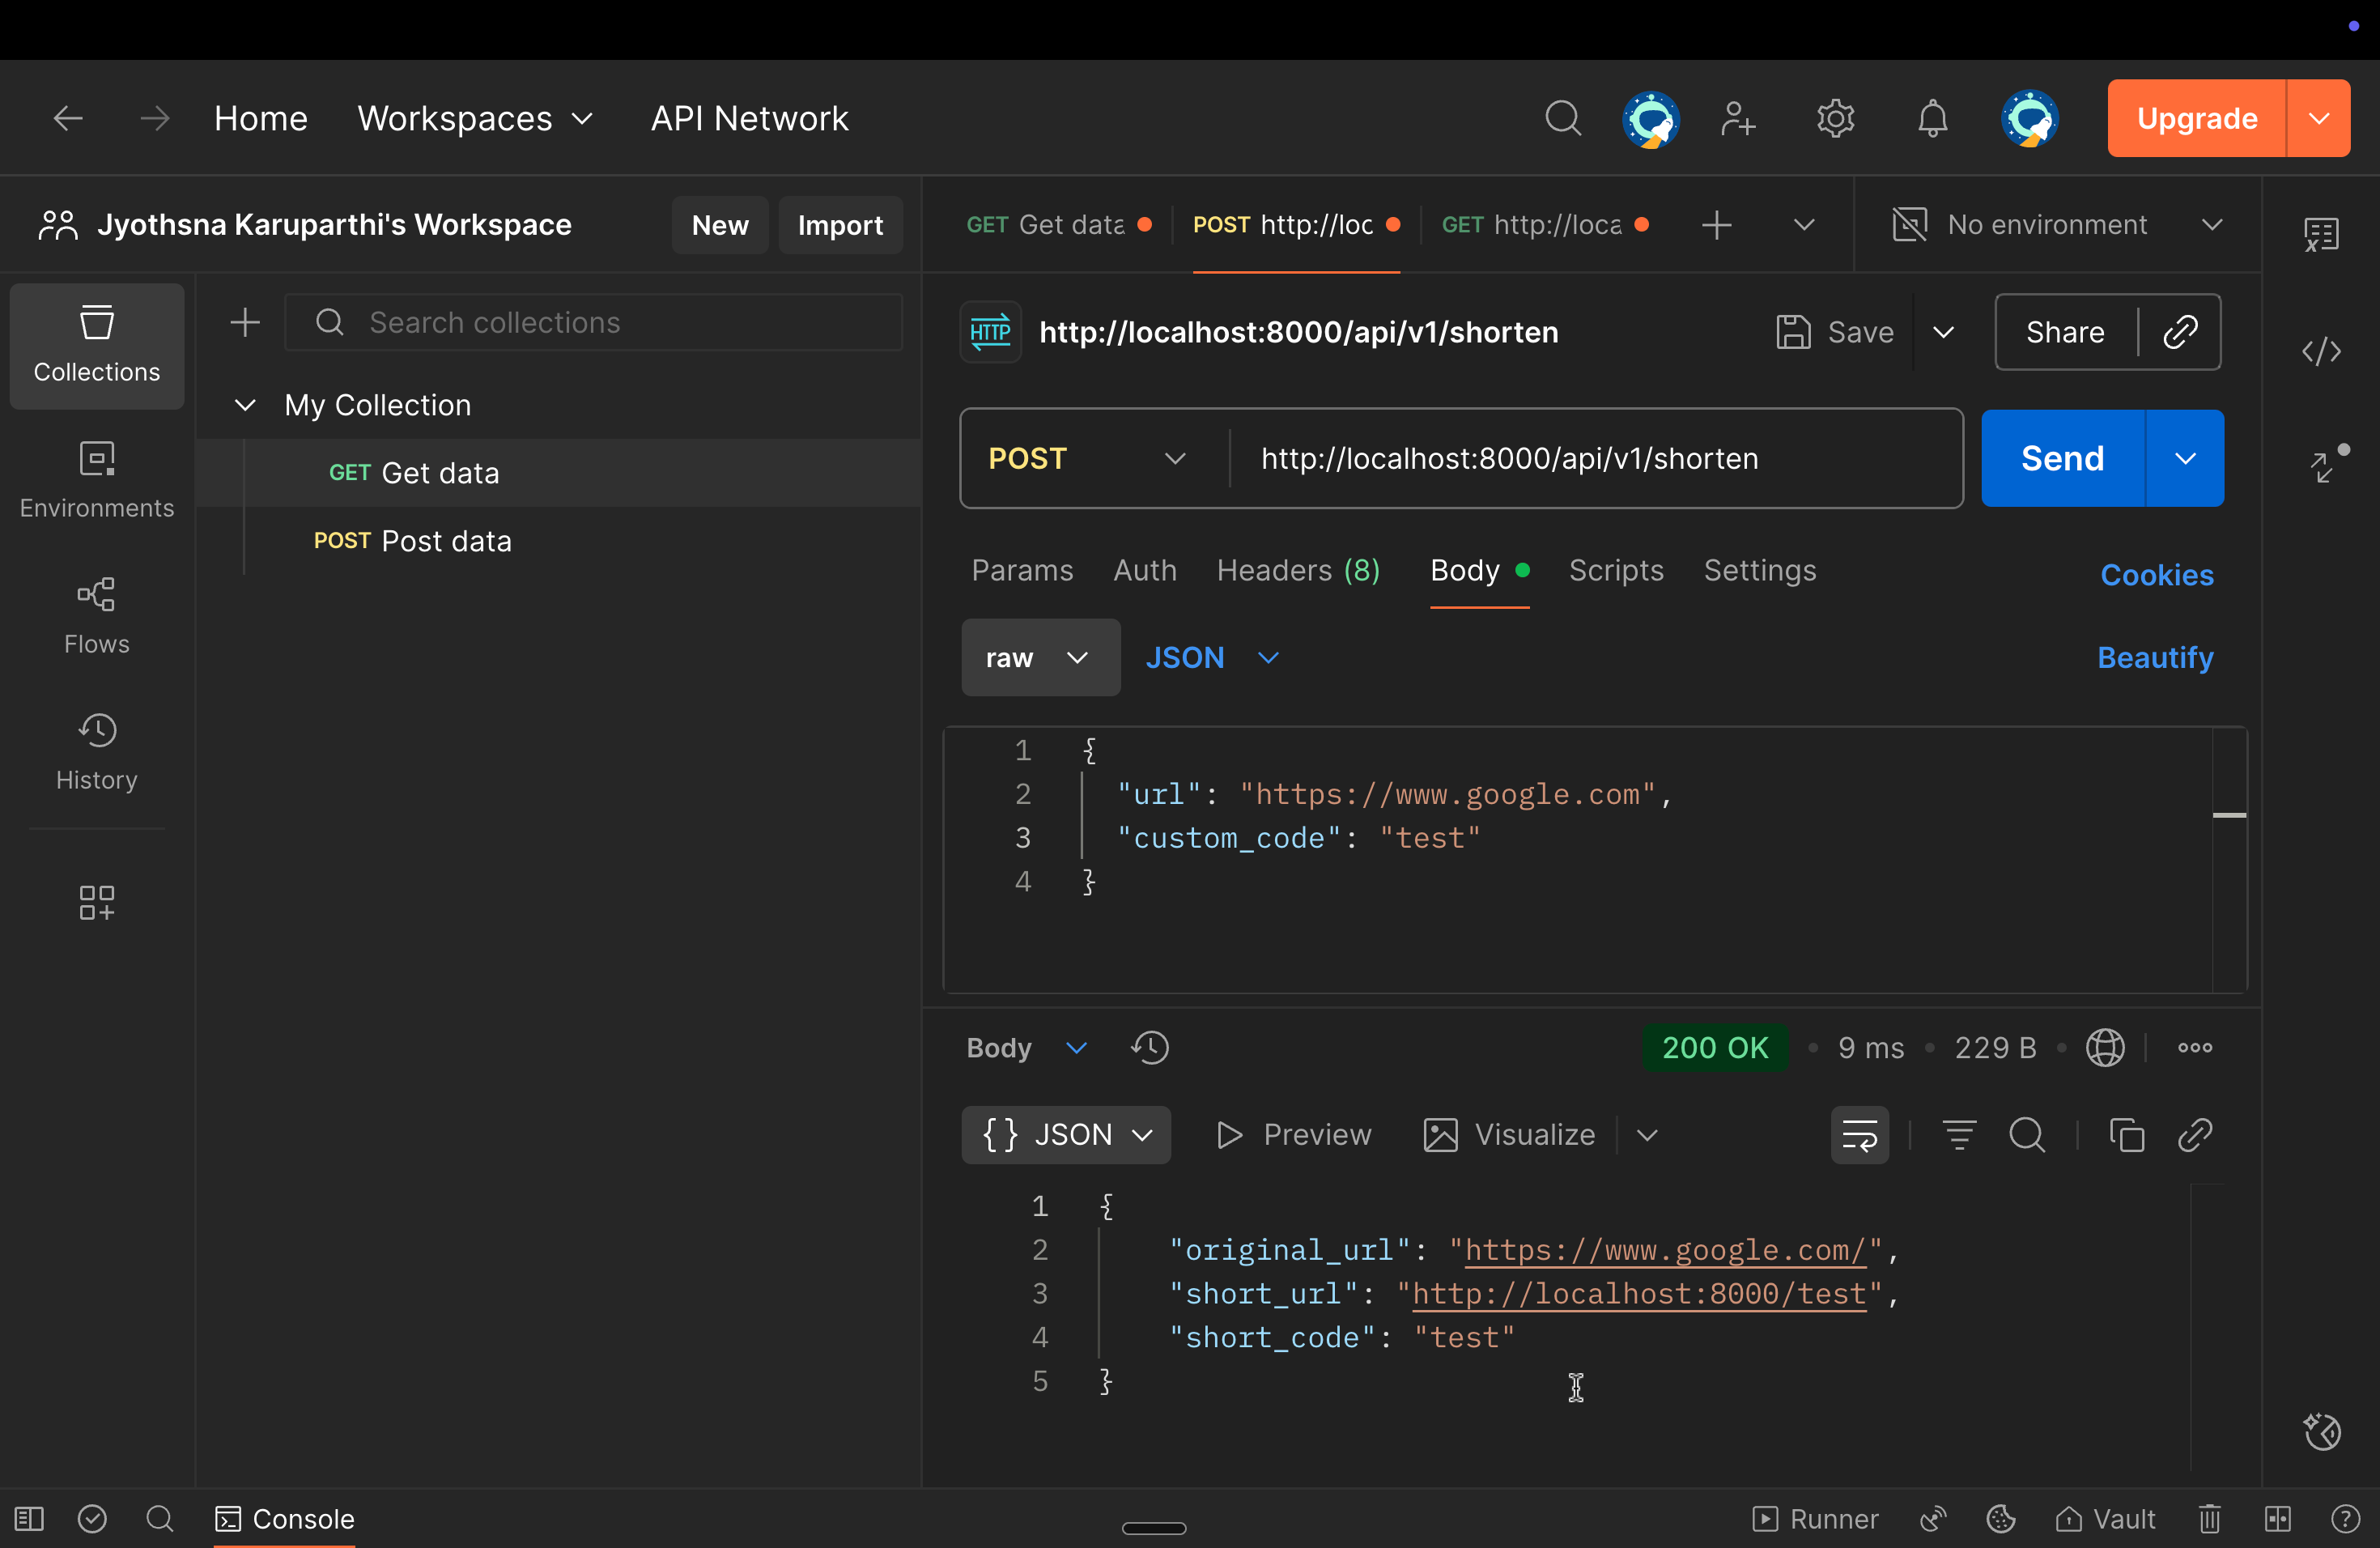 Home Workspaces API Network Upgrade
Jyothsna Karuparthi's Workspace New Import
GET Get data POST http://loc GET http://loca No environment
Collections
Environments
Flows
History
Search collections
My Collection
GET Get data
POST Post data
HTTP http://localhost:8000/api/v1/shorten Save Share
POST http://localhost:8000/api/v1/shorten Send
Params Auth Headers (8) Body Scripts Settings Cookies
raw JSON Beautify
1 {
2 "url": "https://www.google.com",
3 "custom_code": "test"
4 }
Body 200 OK • 9 ms • 229 B •
{} JSON Preview Visualize
1 {
2 "original_url": "https://www.google.com/",
3 "short_url": "http://localhost:8000/test",
4 "short_code": "test"
5 }
Console Runner Vault